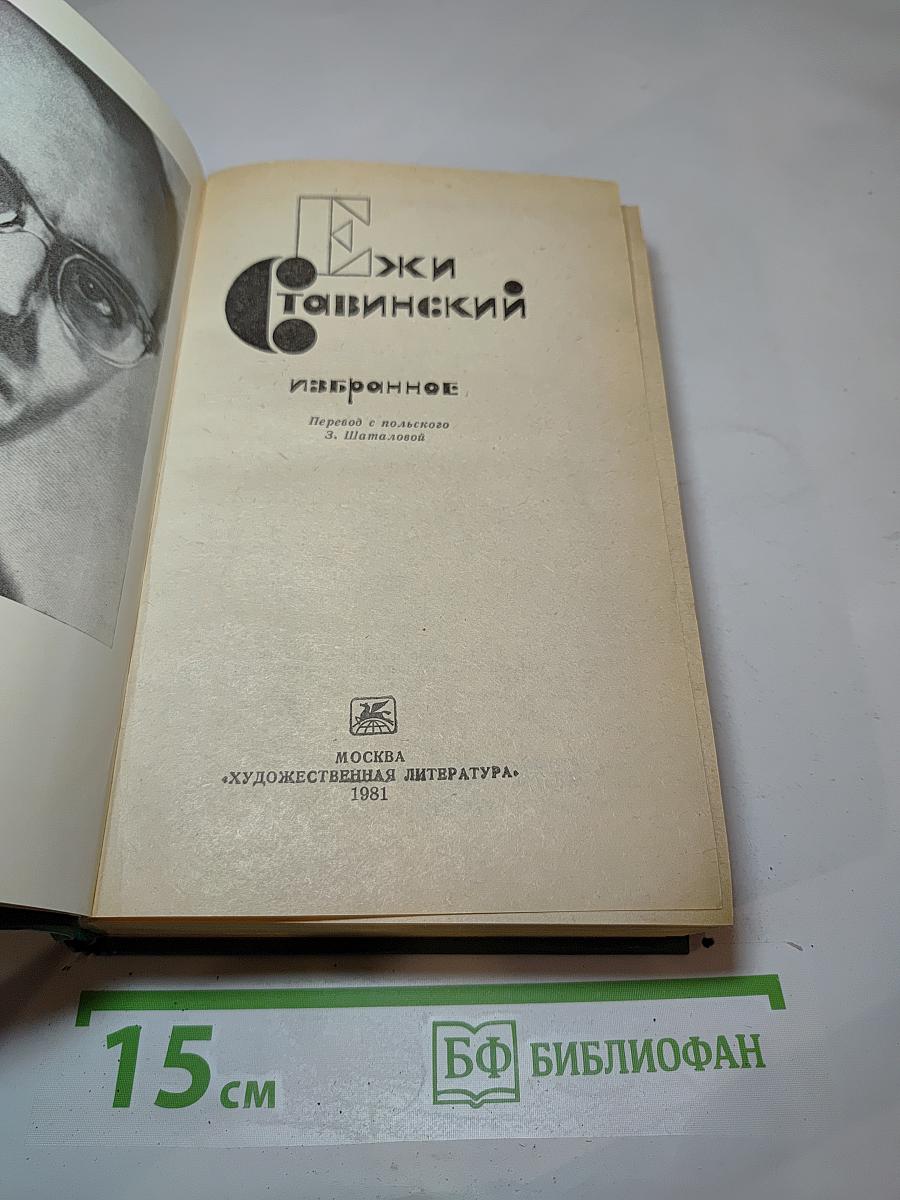 Ежи
Ставинский
избранное
Перевод с польского
З. Шаталовой
МОСКВА
«ХУДОЖЕСТВЕННАЯ ЛИТЕРАТУРА»
1981
15 см
БФ БИБЛИОФАН